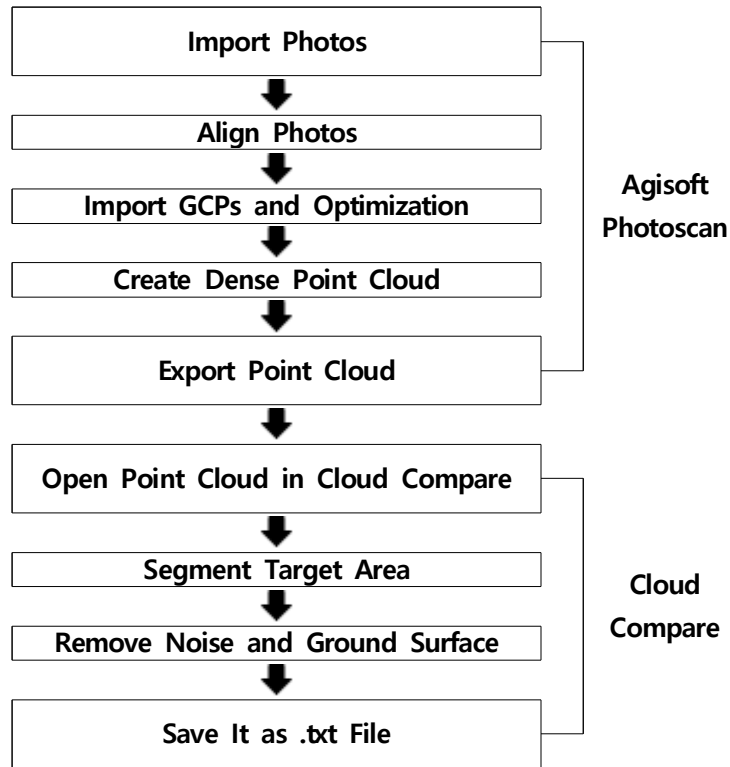 Import Photos
Align Photos
Import GCPs and Optimization
Create Dense Point Cloud
Export Point Cloud
Agisoft
Photoscan
Open Point Cloud in Cloud Compare
Segment Target Area
Remove Noise and Ground Surface
Save It as .txt File
Cloud
Compare